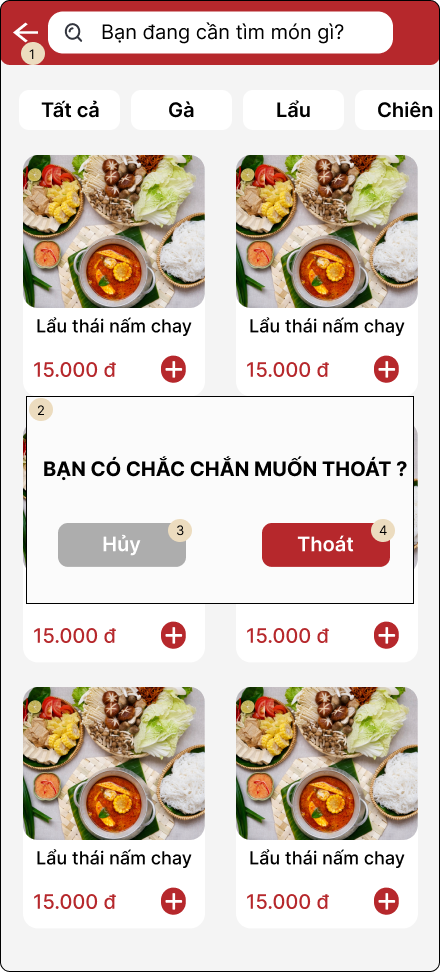 Bạn đang cần tìm món gì?
1
Tất cả Gà Lẩu Chiên
Lẩu thái nấm chay Lẩu thái nấm chay
15.000 đ 15.000 đ
2
BẠN CÓ CHẮC CHẮN MUỐN THOÁT ?
3 4
Hủy Thoát
15.000 đ 15.000 đ
Lẩu thái nấm chay Lẩu thái nấm chay
15.000 đ 15.000 đ